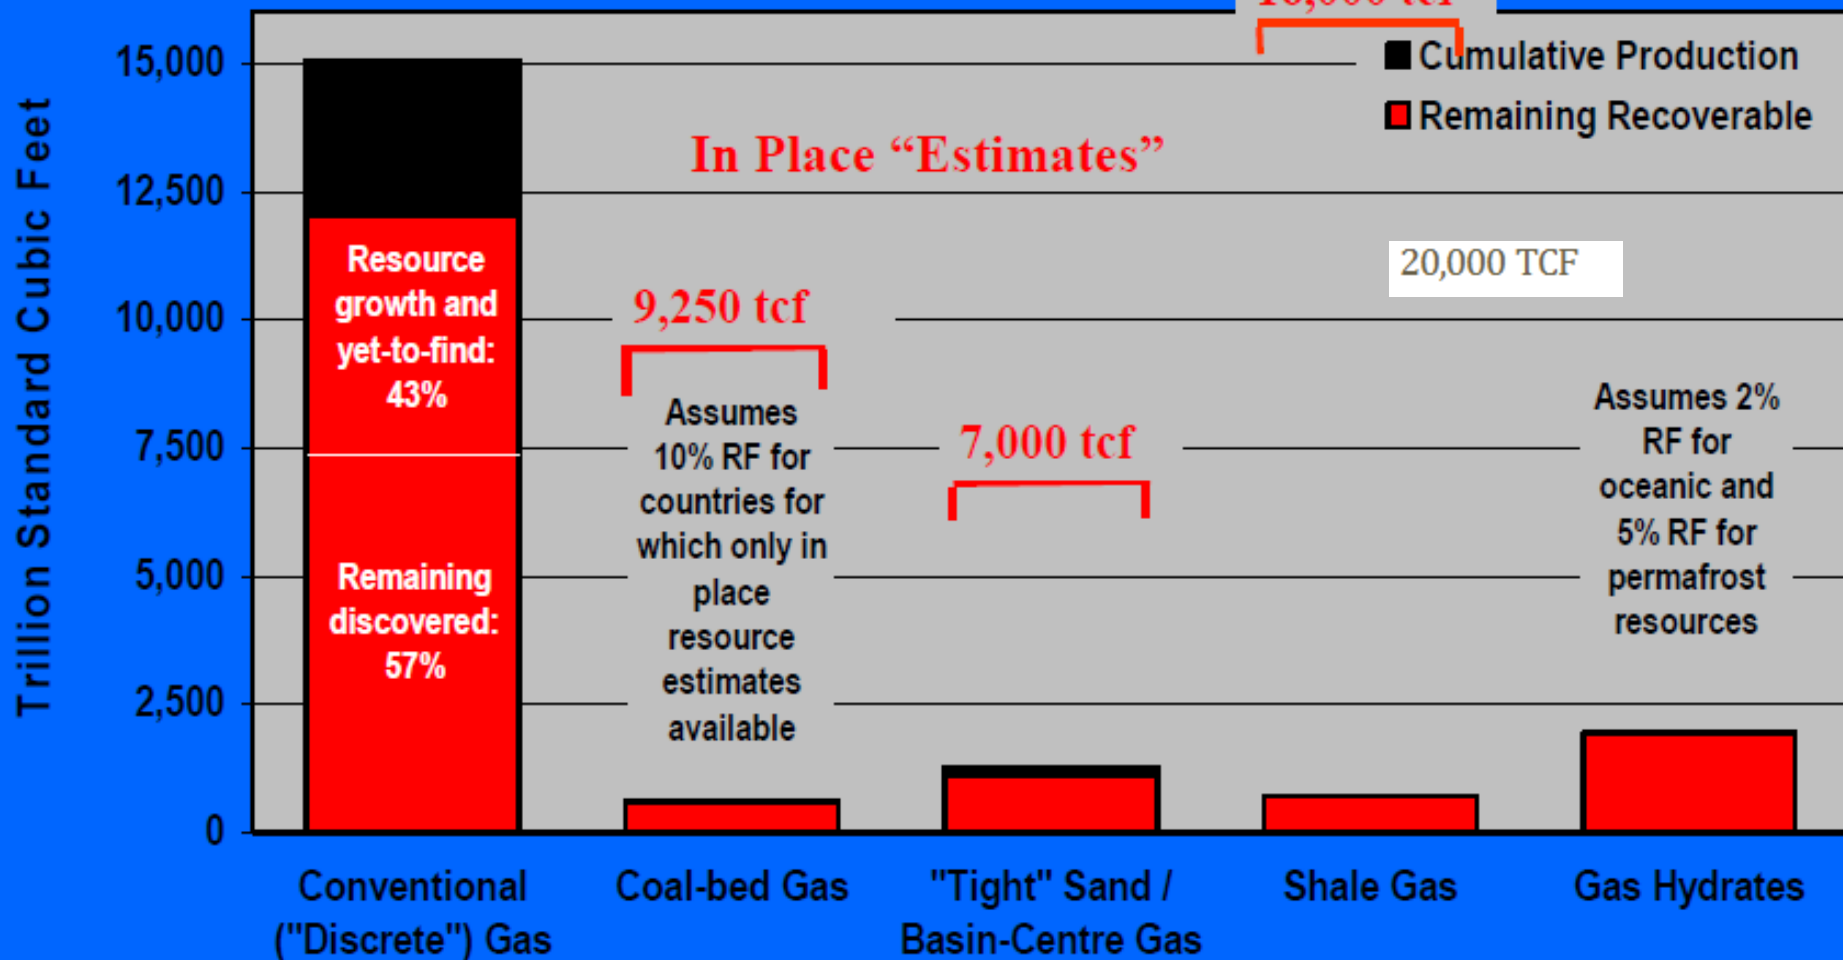 Trillion Standard Cubic Feet
15,000
12,500
10,000
7,500
5,000
2,500
0
Cumulative Production
Remaining Recoverable
In Place “Estimates”
20,000 TCF
Resource
growth and
yet-to-find:
43%
Remaining
discovered:
57%
9,250 tcf
Assumes
10% RF for
countries for
which only in
place
resource
estimates
available
7,000 tcf
Assumes 2%
RF for
oceanic and
5% RF for
permafrost
resources
Conventional
("Discrete") Gas
Coal-bed Gas
"Tight" Sand /
Basin-Centre Gas
Shale Gas
Gas Hydrates